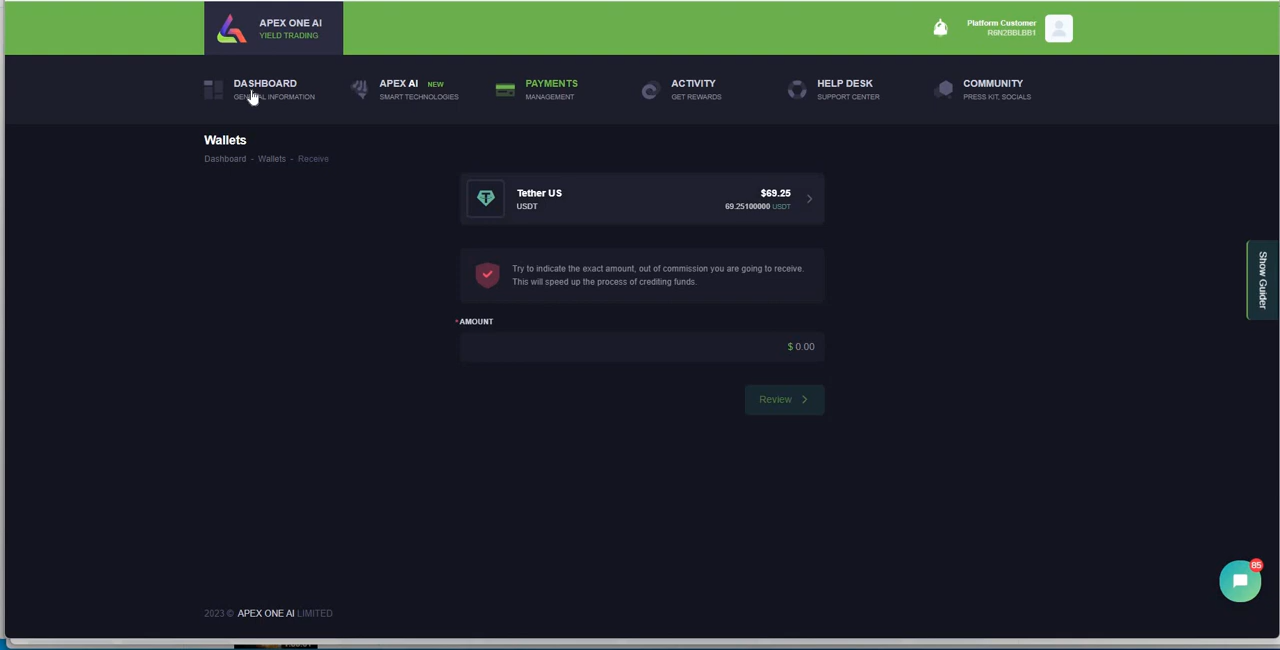 APEX ONE AI
YIELD TRADING
Platform Customer
R6N2BBLBB1
DASHBOARD
GENERAL INFORMATION
APEX AI NEW
SMART TECHNOLOGIES
PAYMENTS
MANAGEMENT
ACTIVITY
GET REWARDS
HELP DESK
SUPPORT CENTER
COMMUNITY
PRESS KIT, SOCIALS
Wallets
Dashboard - Wallets - Receive
Tether US
USDT
$69.25
69.25100000 USDT
Try to indicate the exact amount, out of commission you are going to receive.
This will speed up the process of crediting funds.
* AMOUNT
$ 0.00
Review
Show Guider
85
2023 © APEX ONE AI LIMITED